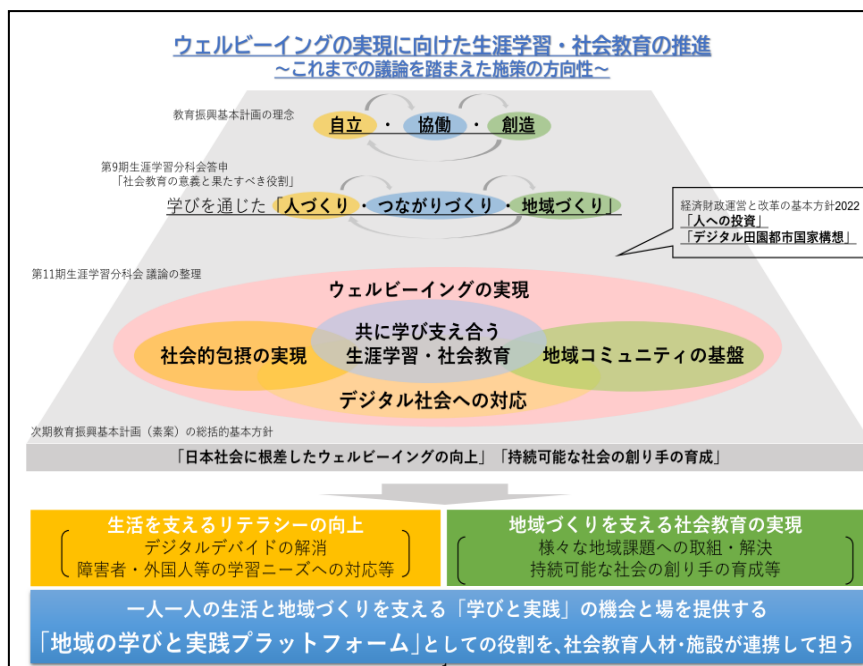 ウェルビーイングの実現に向けた生涯学習・社会教育の推進
～これまでの議論を踏まえた施策の方向性～
教育振興基本計画の理念
自立・協働・創造
第9期生涯学習分科会答申
「社会教育の意義と果たすべき役割」
学びを通じた「人づくり・つながりづくり・地域づくり」
経済財政運営と改革の基本方針2022
「人への投資」
「デジタル田園都市国家構想」
第11期生涯学習分科会 議論の整理
ウェルビーイングの実現
共に学び支え合う
生涯学習・社会教育
社会的包摂の実現
地域コミュニティの基盤
デジタル社会への対応
次期教育振興基本計画（素案）の総括的基本方針
「日本社会に根差したウェルビーイングの向上」「持続可能な社会の創り手の育成」
生活を支えるリテラシーの向上
デジタルデバイドの解消
障害者・外国人等の学習ニーズへの対応等
地域づくりを支える社会教育の実現
様々な地域課題への取組・解決
持続可能な社会の創り手の育成等
一人一人の生活と地域づくりを支える「学びと実践」の機会と場を提供する
「地域の学びと実践プラットフォーム」としての役割を、社会教育人材・施設が連携して担う